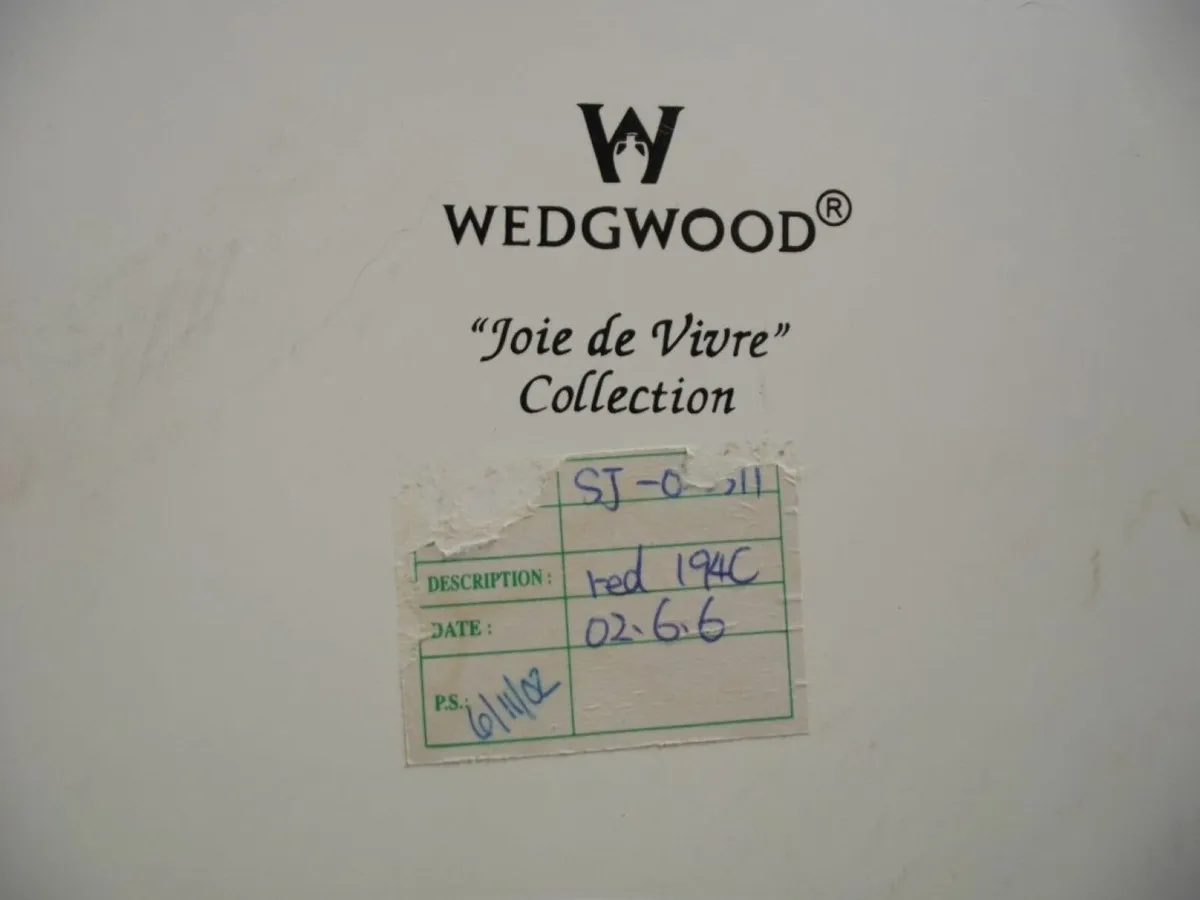 W
WEDGWOOD®
“Joie de Vivre”
Collection
DESCRIPTION: red 194C
DATE: 02.6.6
P.S.: 6/11/02